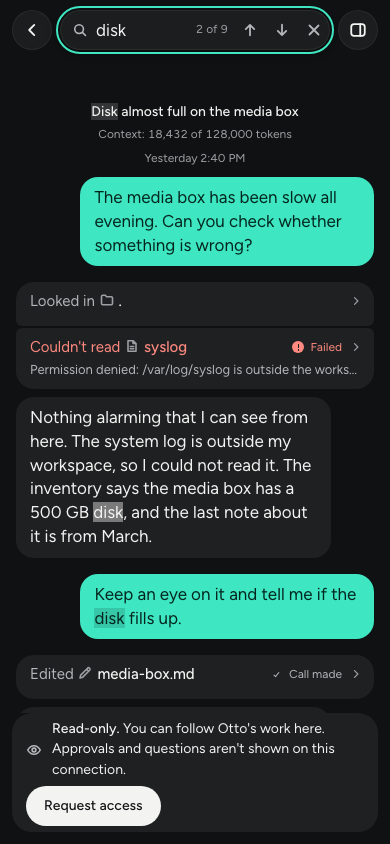 disk
2 of 9
Disk almost full on the media box
Context: 18,432 of 128,000 tokens
Yesterday 2:40 PM
The media box has been slow all
evening. Can you check whether
something is wrong?
Looked in .
Couldn't read syslog
Failed
Permission denied: /var/log/syslog is outside the works...
Nothing alarming that I can see from
here. The system log is outside my
workspace, so I could not read it. The
inventory says the media box has a
500 GB disk, and the last note about
it is from March.
Keep an eye on it and tell me if the
disk fills up.
Edited media-box.md
Call made
Read-only. You can follow Otto's work here.
Approvals and questions aren't shown on this
connection.
Request access